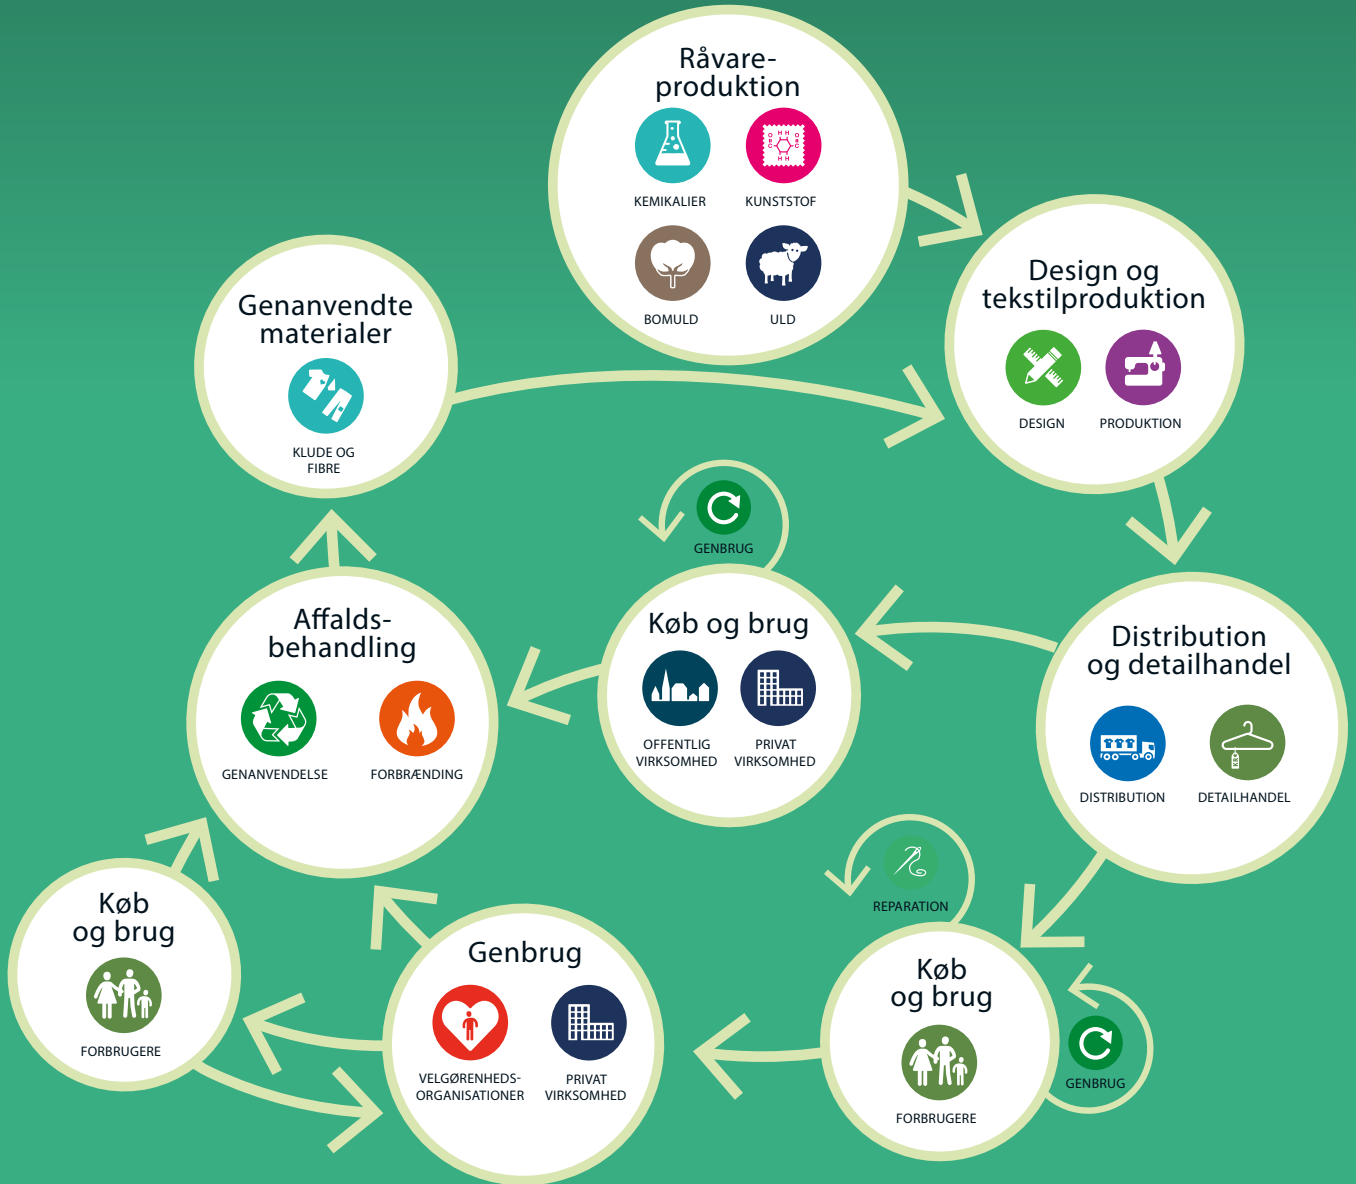 Råvare-
produktion
KEMIKALIER
KUNSTSTOF
BOMULD
ULD
Design og
tekstilproduktion
DESIGN
PRODUKTION
Genanvendte
materialer
KLUDE OG
FIBRE
GENBRUG
Køb og brug
OFFENTLIG
VIRKSOMHED
PRIVAT
VIRKSOMHED
Distribution
og detailhandel
DISTRIBUTION
KR
DETAILHANDEL
Affalds-
behandling
GENANVENDELSE
FORBRÆNDING
REPARATION
Køb
og brug
FORBRUGERE
GENBRUG
Genbrug
VELGØRENHEDS-
ORGANISATIONER
PRIVAT
VIRKSOMHED
Køb
og brug
FORBRUGERE